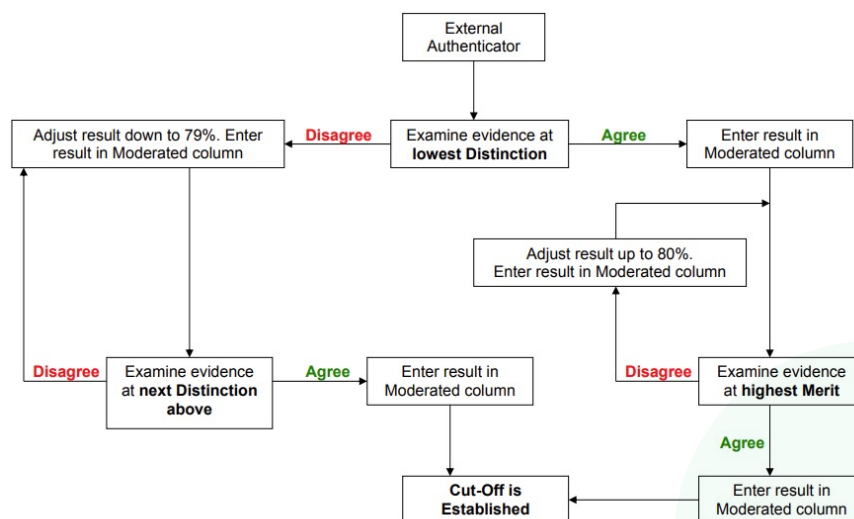 External
Authenticator
Adjust result down to 79%. Enter
result in Moderated column
Disagree
Examine evidence at
lowest Distinction
Agree
Enter result in
Moderated column
Adjust result up to 80%.
Enter result in Moderated column
Disagree
Examine evidence
at next Distinction
above
Agree
Enter result in
Moderated column
Disagree
Examine evidence
at highest Merit
Agree
Cut-Off is
Established
Enter result in
Moderated column